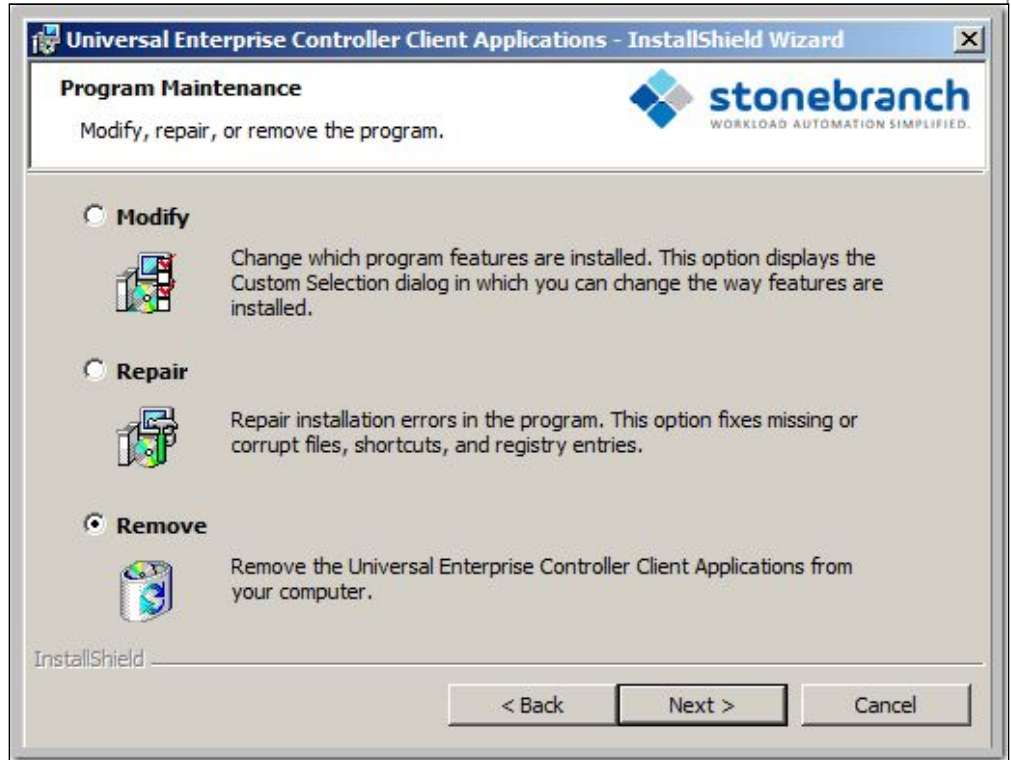 Universal Enterprise Controller Client Applications - InstallShield Wizard
Program Maintenance
Modify, repair, or remove the program.
stonebranch
WORKLOAD AUTOMATION SIMPLIFIED.
Modify
Change which program features are installed. This option displays the
Custom Selection dialog in which you can change the way features are
installed.
Repair
Repair installation errors in the program. This option fixes missing or
corrupt files, shortcuts, and registry entries.
Remove
Remove the Universal Enterprise Controller Client Applications from
your computer.
InstallShield
< Back
Next >
Cancel